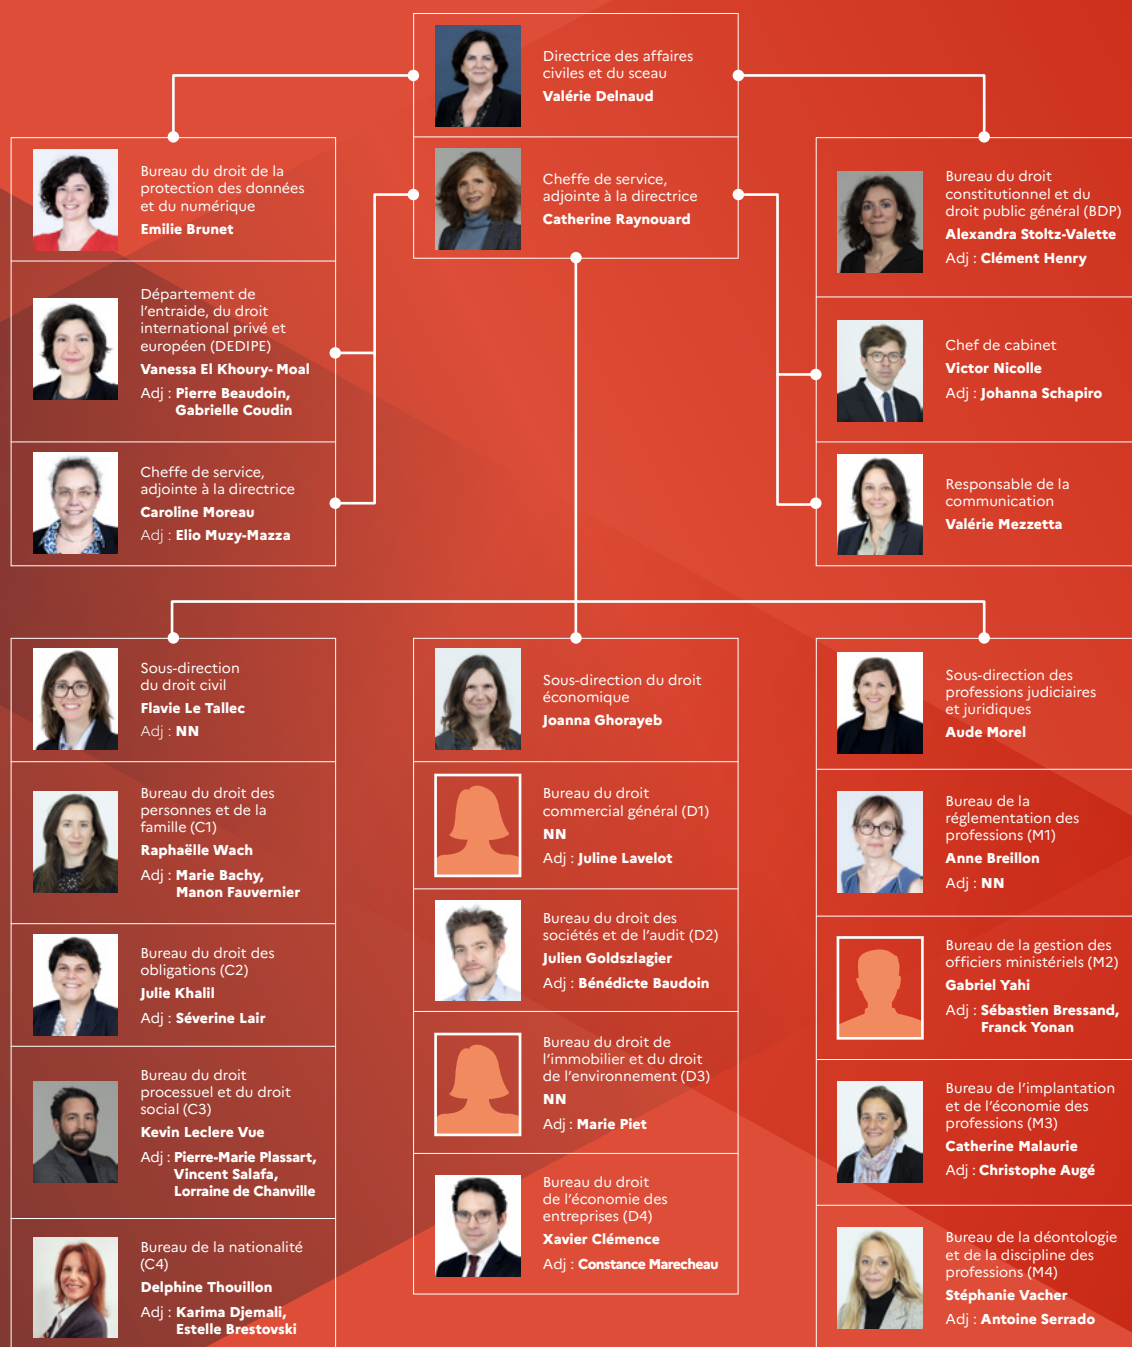 Directrice des affaires
civiles et du sceau
Valérie Delnaud
Cheffe de service,
adjointe à la directrice
Catherine Raynouard
Bureau du droit de la
protection des données
et du numérique
Emilie Brunet
Département de
l'entraide, du droit
international privé et
européen (DEDIPE)
Vanessa El Khoury- Moal
Adj : Pierre Beaudoin,
Gabrielle Coudin
Cheffe de service,
adjointe à la directrice
Caroline Moreau
Adj : Elio Muzy-Mazza
Bureau du droit
constitutionnel et du
droit public général (BDP)
Alexandra Stoltz-Valette
Adj : Clément Henry
Chef de cabinet
Victor Nicolle
Adj : Johanna Schapiro
Responsable de la
communication
Valérie Mezzetta
Sous-direction
du droit civil
Flavie Le Tallec
Adj : NN
Bureau du droit des
personnes et de la
famille (C1)
Raphaëlle Wach
Adj : Marie Bachy,
Manon Fauvernier
Bureau du droit des
obligations (C2)
Julie Khalil
Adj : Séverine Lair
Bureau du droit
processuel et du droit
social (C3)
Kevin Leclere Vue
Adj : Pierre-Marie Plassart,
Vincent Salafa,
Lorraine de Chanville
Bureau de la nationalité
(C4)
Delphine Thouillon
Adj : Karima Djemali,
Estelle Brestovski
Sous-direction du droit
économique
Joanna Ghorayeb
Bureau du droit
commercial général (D1)
NN
Adj : Juline Lavelot
Bureau du droit des
sociétés et de l'audit (D2)
Julien Goldszlagier
Adj : Bénédicte Baudoin
Bureau du droit de
l'immobilier et du droit
de l'environnement (D3)
NN
Adj : Marie Piet
Bureau du droit
de l'économie des
entreprises (D4)
Xavier Clémence
Adj : Constance Marecheau
Sous-direction des
professions judiciaires
et juridiques
Aude Morel
Bureau de la
réglementation des
professions (M1)
Anne Breillon
Adj : NN
Bureau de la gestion des
officiers ministériels (M2)
Gabriel Yahi
Adj : Sébastien Bressand,
Franck Yonan
Bureau de l'implantation
et de l'économie des
professions (M3)
Catherine Malaurie
Adj : Christophe Augé
Bureau de la déontologie
et de la discipline des
professions (M4)
Stéphanie Vacher
Adj : Antoine Serrado